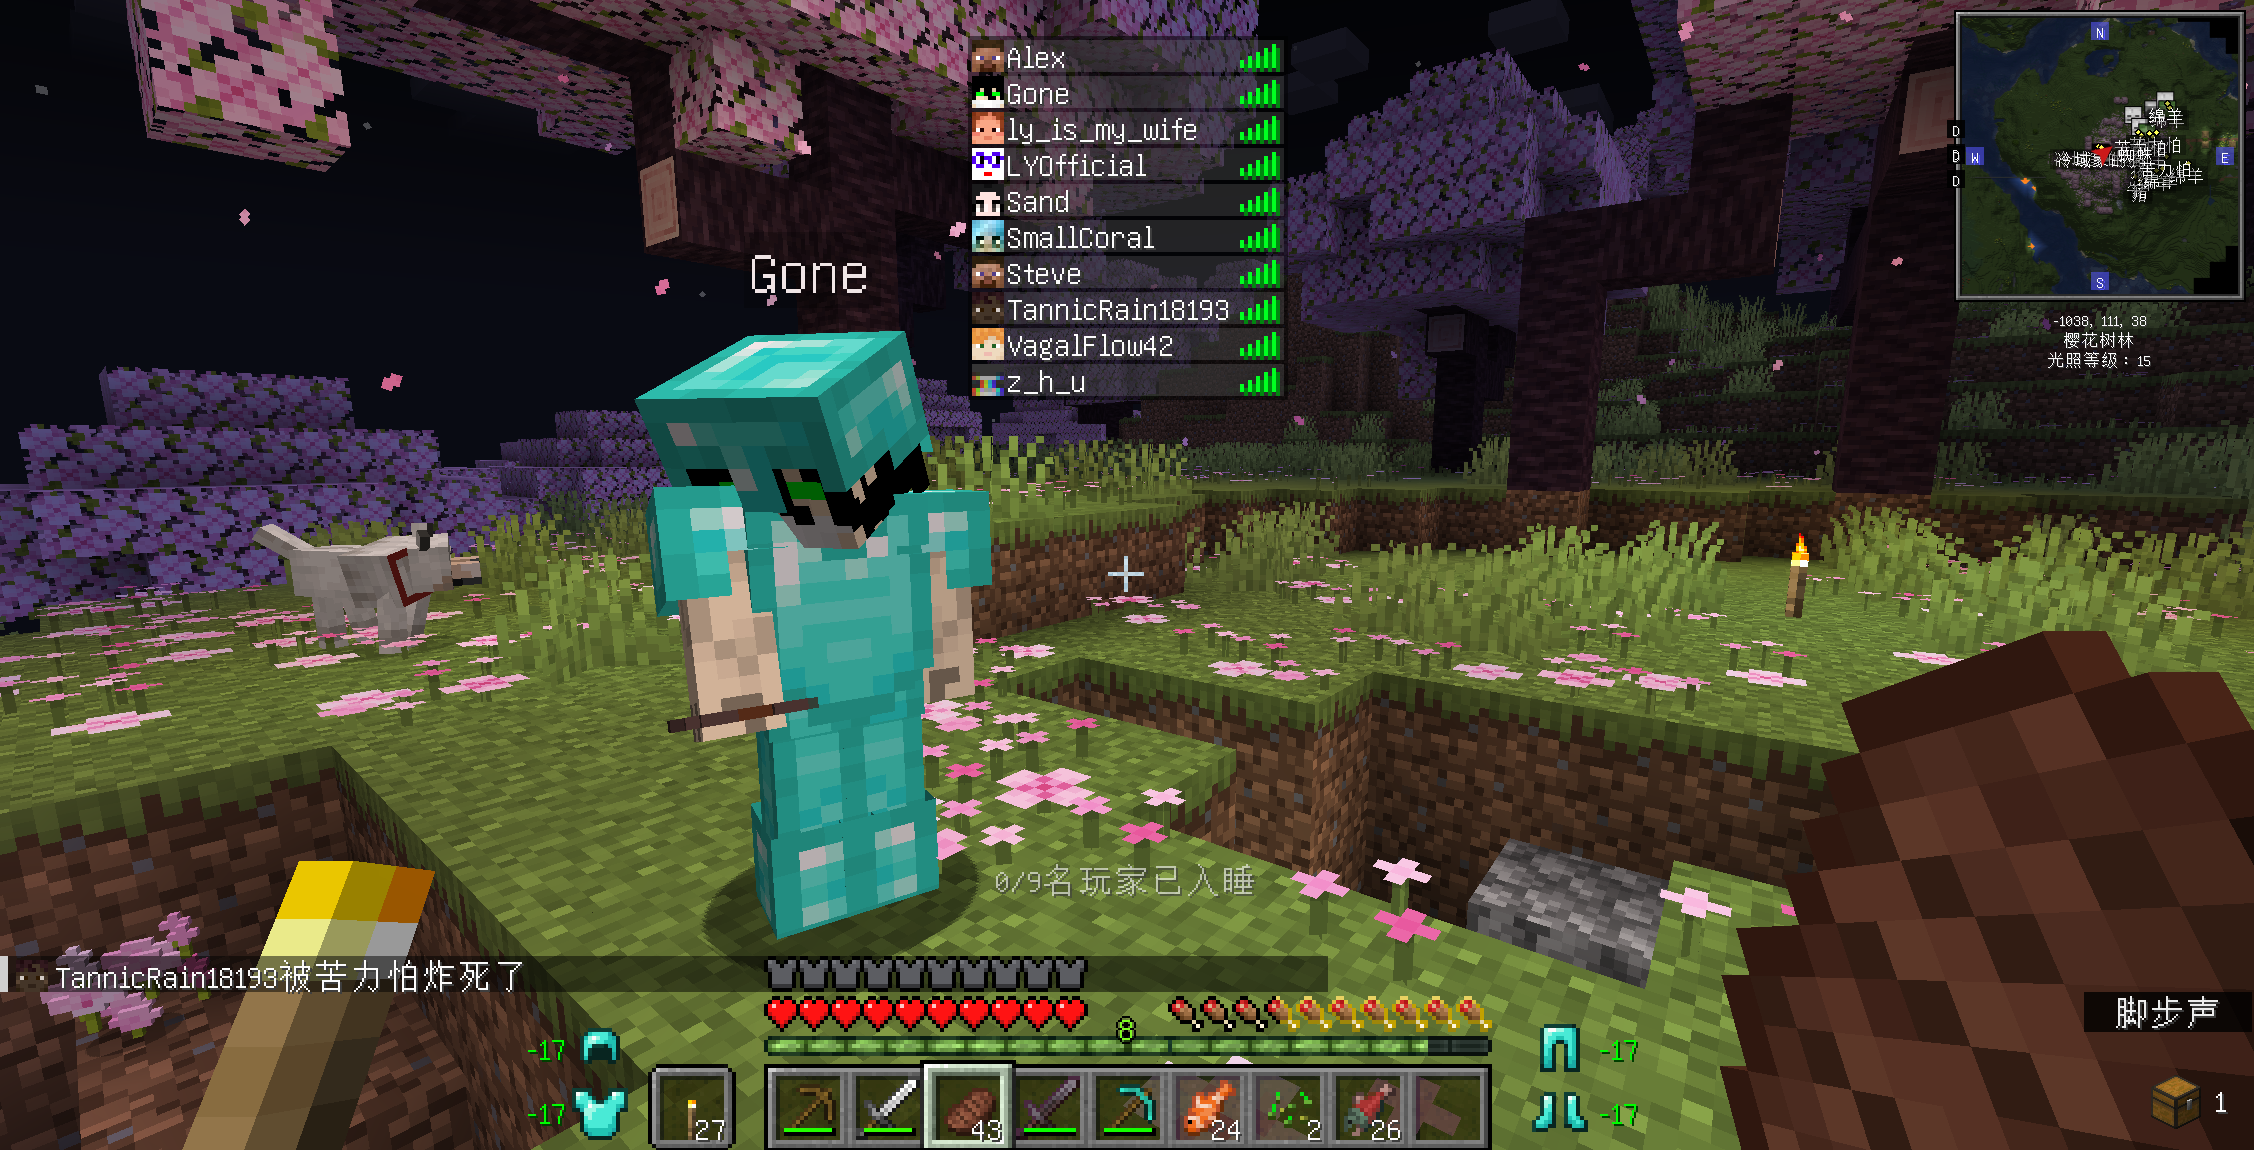 Alex
Gone
ly_is_my_wife
LYOfficial
Sand
SmallCoral
Steve
TannicRain18193
VagalFlow42
z_h_u
Gone
N
W
E
S
D
D
D
绵羊
-1038, 111, 38
樱花树林
光照等级：15
0/9名玩家已入睡
TannicRain18193被苦力怕炸死了
脚步声
8
-17
-17
-17
-17
27
43
24
2
26
1